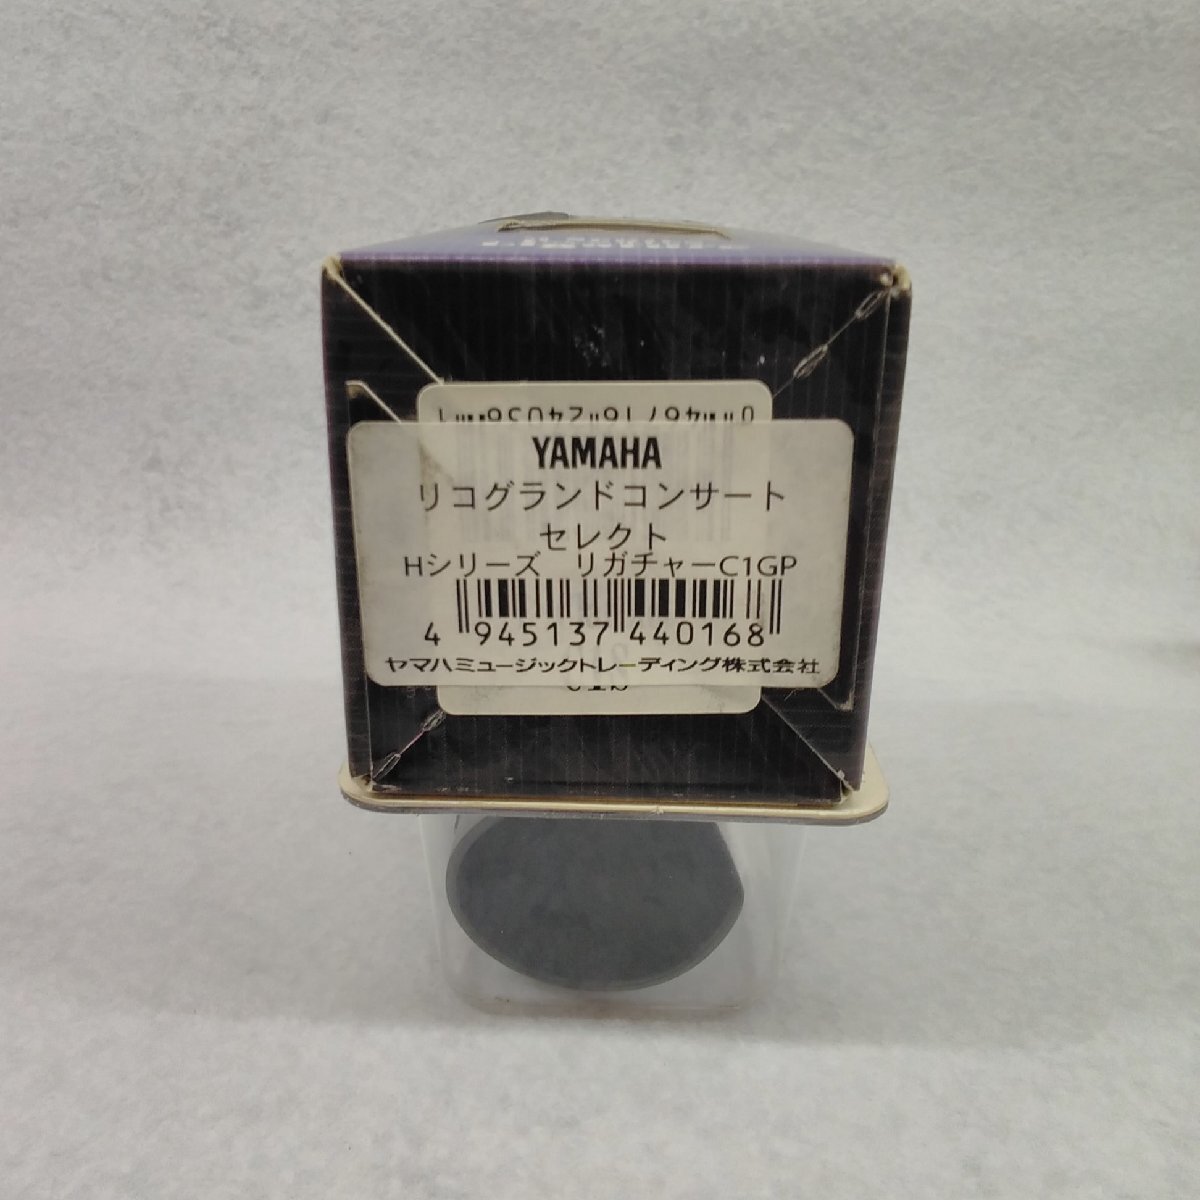 YAMAHA
リコグランドコンサート
セレクト
Hシリーズ　リガチャーC1GP
4 945137 440168
ヤマハミュージックトレーディング株式会社